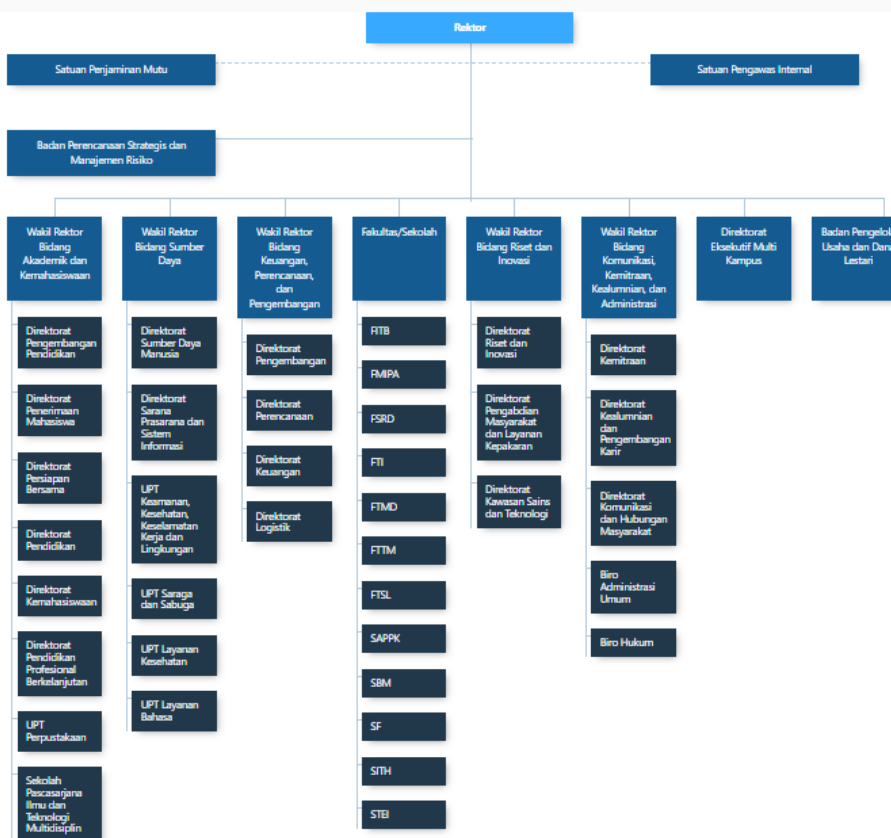 Rektor
Satuan Penjaminan Mutu
Satuan Pengawas Internal
Badan Perencanaan Strategis dan
Manajemen Risiko
Wakil Rektor
Bidang
Akademik dan
Kemahasiswaan
Direktorat
Pengembangan
Pendidikan
Direktorat
Penerimaan
Mahasiswa
Direktorat
Persiapan
Bersama
Direktorat
Pendidikan
Direktorat
Kemahasiswaan
Direktorat
Pendidikan
Profesional
Berkelanjutan
UPT
Perpustakaan
Sekolah
Pascasarjana
Ilmu dan
Teknologi
Multidisiplin
Wakil Rektor
Bidang Sumber
Daya
Direktorat
Sumber Daya
Manusia
Direktorat
Sarana
Prasarana dan
Sistem
Informasi
UPT
Keamanan,
Kesehatan,
Keselamatan
Kerja dan
Lingkungan
UPT Saraga
dan Sabuga
UPT Layanan
Kesehatan
UPT Layanan
Bahasa
Wakil Rektor
Bidang
Keuangan,
Perencanaan,
dan
Pengembangan
Direktorat
Pengembangan
Direktorat
Perencanaan
Direktorat
Keuangan
Direktorat
Logistik
Fakultas/Sekolah
FITB
FMIPA
FSRD
FTI
FTMD
FTTM
FTSL
SAPPK
SBM
SF
SITH
STEI
Wakil Rektor
Bidang Riset dan
Inovasi
Direktorat
Riset dan
Inovasi
Direktorat
Pengabdian
Masyarakat
dan Layanan
Kepakaran
Direktorat
Kawasan Sains
dan Teknologi
Wakil Rektor
Bidang
Komunikasi,
Kemitraan,
Kealumnian, dan
Administrasi
Direktorat
Kemitraan
Direktorat
Kealumnian
dan
Pengembangan
Karir
Direktorat
Komunikasi
dan Hubungan
Masyarakat
Biro
Administrasi
Umum
Biro Hukum
Direktorat
Eksekutif Multi
Kampus
Badan Pengelola
Usaha dan Dana
Lestari